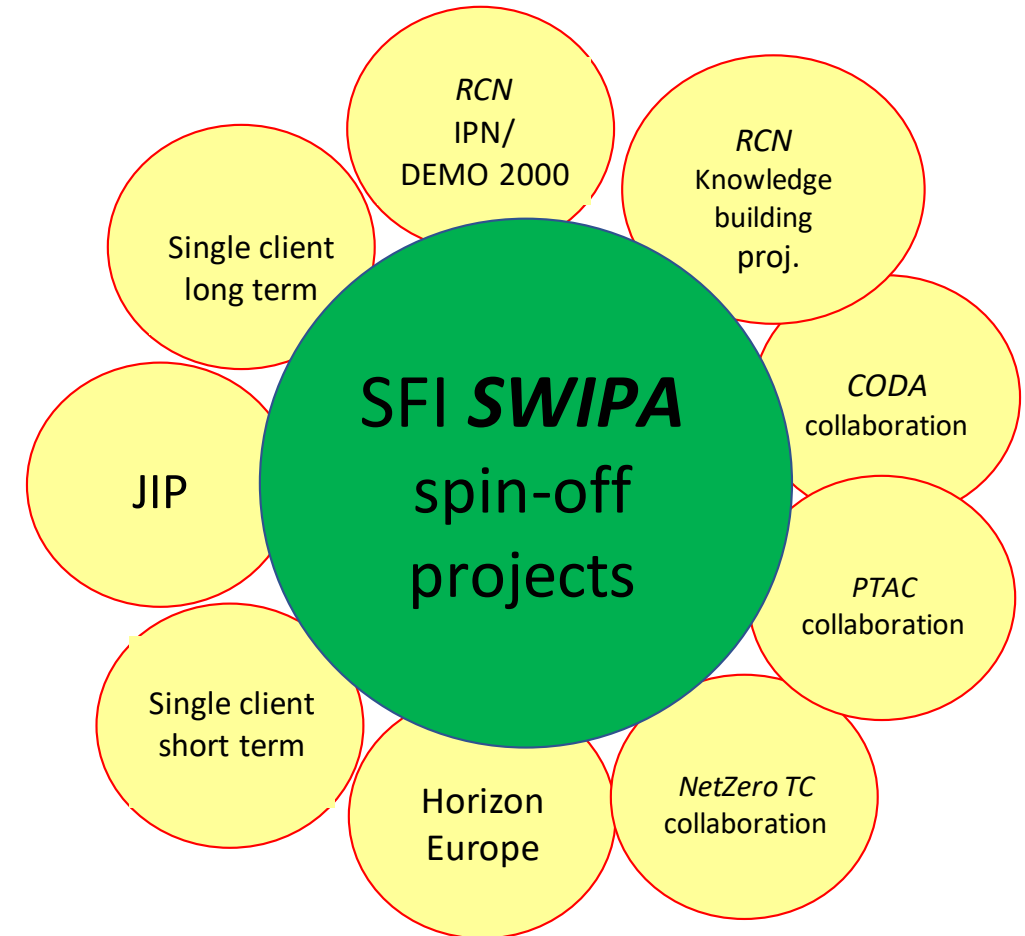 RCN
IPN/
DEMO 2000
RCN
Knowledge
building
proj.
Single client
long term
SFI SWIPA
spin-off
projects
CODA
collaboration
JIP
PTAC
collaboration
Single client
short term
Horizon
Europe
NetZero TC
collaboration